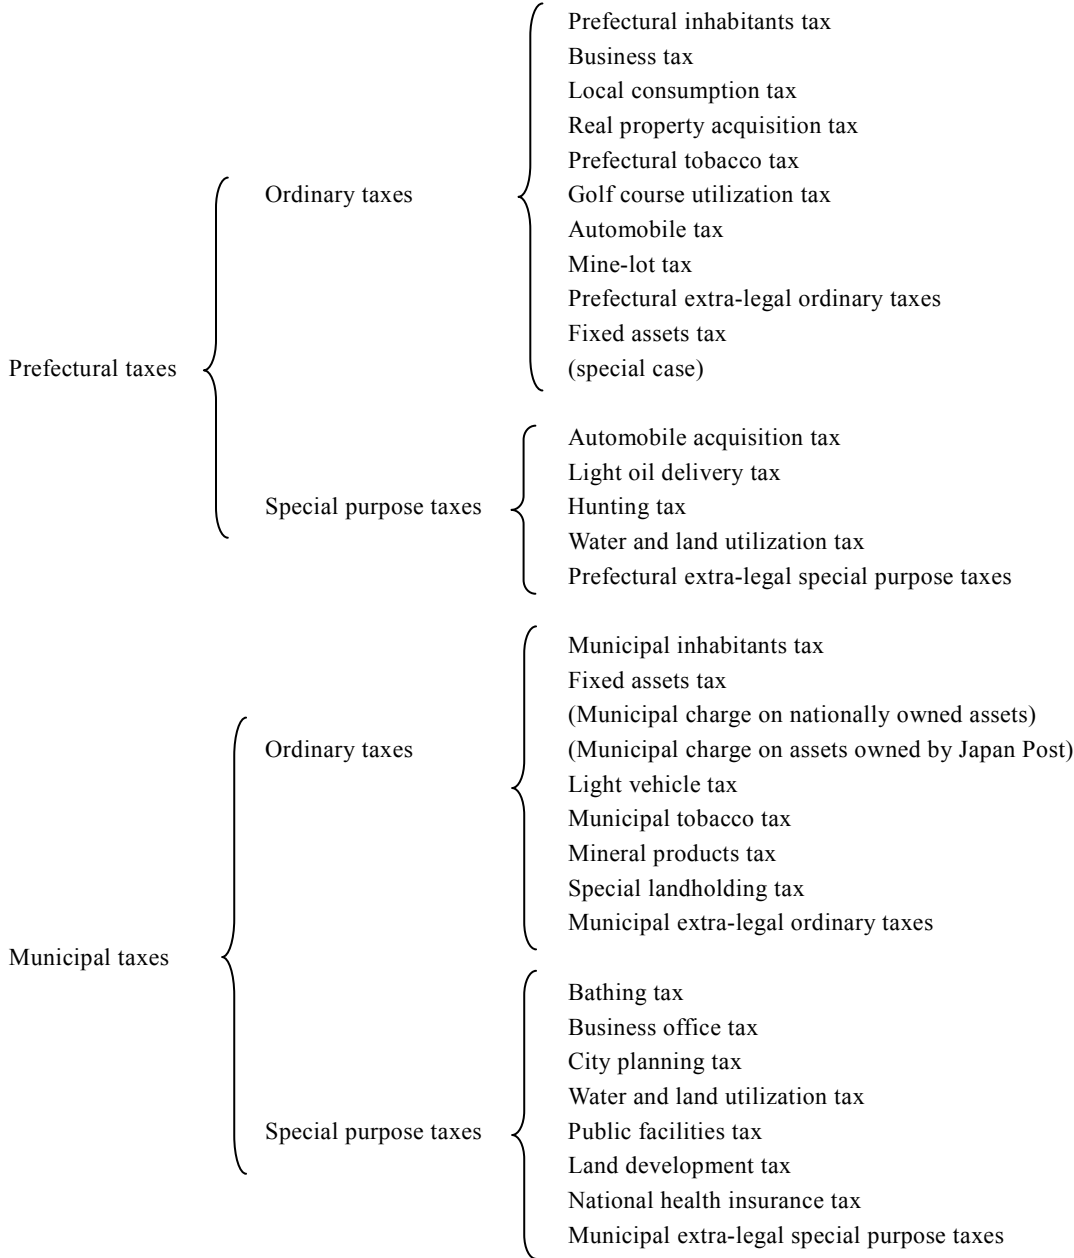 Prefectural taxes
Ordinary taxes
Prefectural inhabitants tax
Business tax
Local consumption tax
Real property acquisition tax
Prefectural tobacco tax
Golf course utilization tax
Automobile tax
Mine-lot tax
Prefectural extra-legal ordinary taxes
Fixed assets tax
(special case)
Special purpose taxes
Automobile acquisition tax
Light oil delivery tax
Hunting tax
Water and land utilization tax
Prefectural extra-legal special purpose taxes
Municipal taxes
Ordinary taxes
Municipal inhabitants tax
Fixed assets tax
(Municipal charge on nationally owned assets)
(Municipal charge on assets owned by Japan Post)
Light vehicle tax
Municipal tobacco tax
Mineral products tax
Special landholding tax
Municipal extra-legal ordinary taxes
Special purpose taxes
Bathing tax
Business office tax
City planning tax
Water and land utilization tax
Public facilities tax
Land development tax
National health insurance tax
Municipal extra-legal special purpose taxes